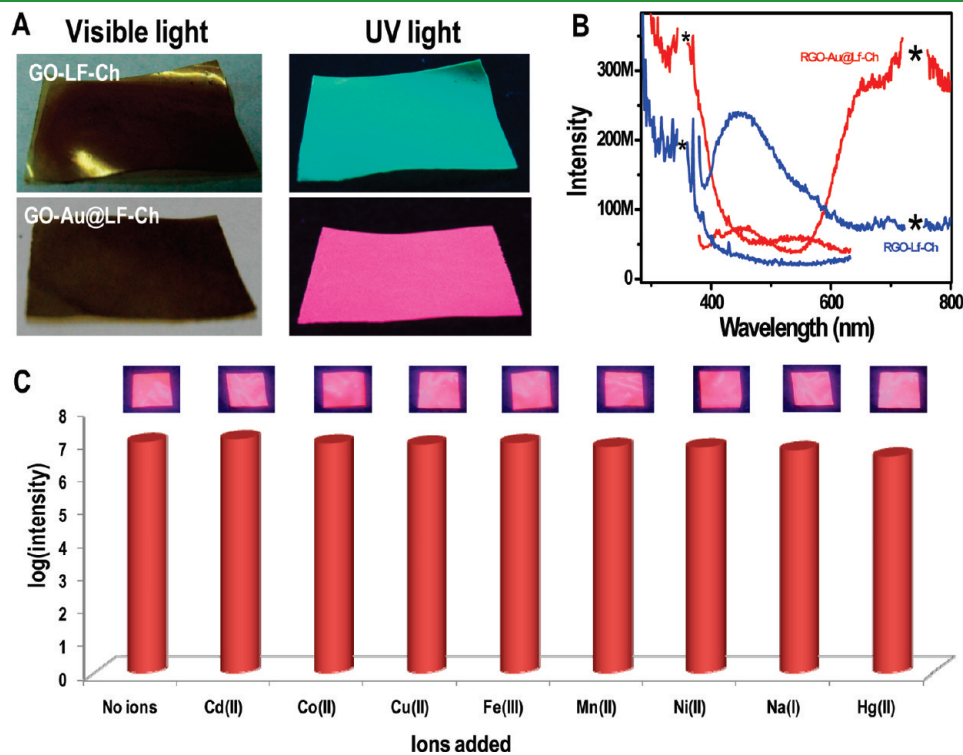 A
Visible light
UV light
GO-LF-Ch
GO-Au@LF-Ch
B
Intensity
300M
200M
100M
0
400
600
800
Wavelength (nm)
*
*
*
*
RGO-Au@Lf-Ch
RGO-Lf-Ch
C
log(intensity)
8
7
6
5
4
3
2
1
0
No ions
Cd(II)
Co(II)
Cu(II)
Fe(III)
Mn(II)
Ni(II)
Na(I)
Hg(II)
Ions added